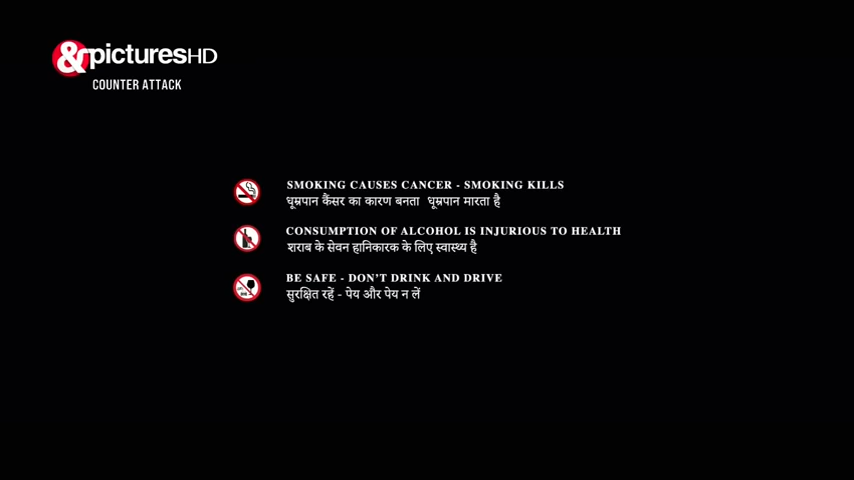 &picturesHD
COUNTER ATTACK
SMOKING CAUSES CANCER - SMOKING KILLS
धूम्रपान कैंसर का कारण बनता धूम्रपान मारता है
CONSUMPTION OF ALCOHOL IS INJURIOUS TO HEALTH
शराब के सेवन हानिकारक के लिए स्वास्थ्य है
BE SAFE - DON'T DRINK AND DRIVE
सुरक्षित रहें - पेय और पेय न लें